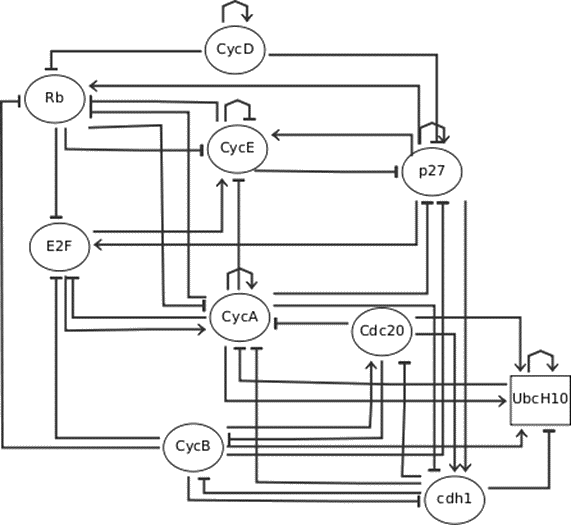 CycD
Rb
CycE
p27
E2F
CycA
Cdc20
UbcH10
CycB
cdh1